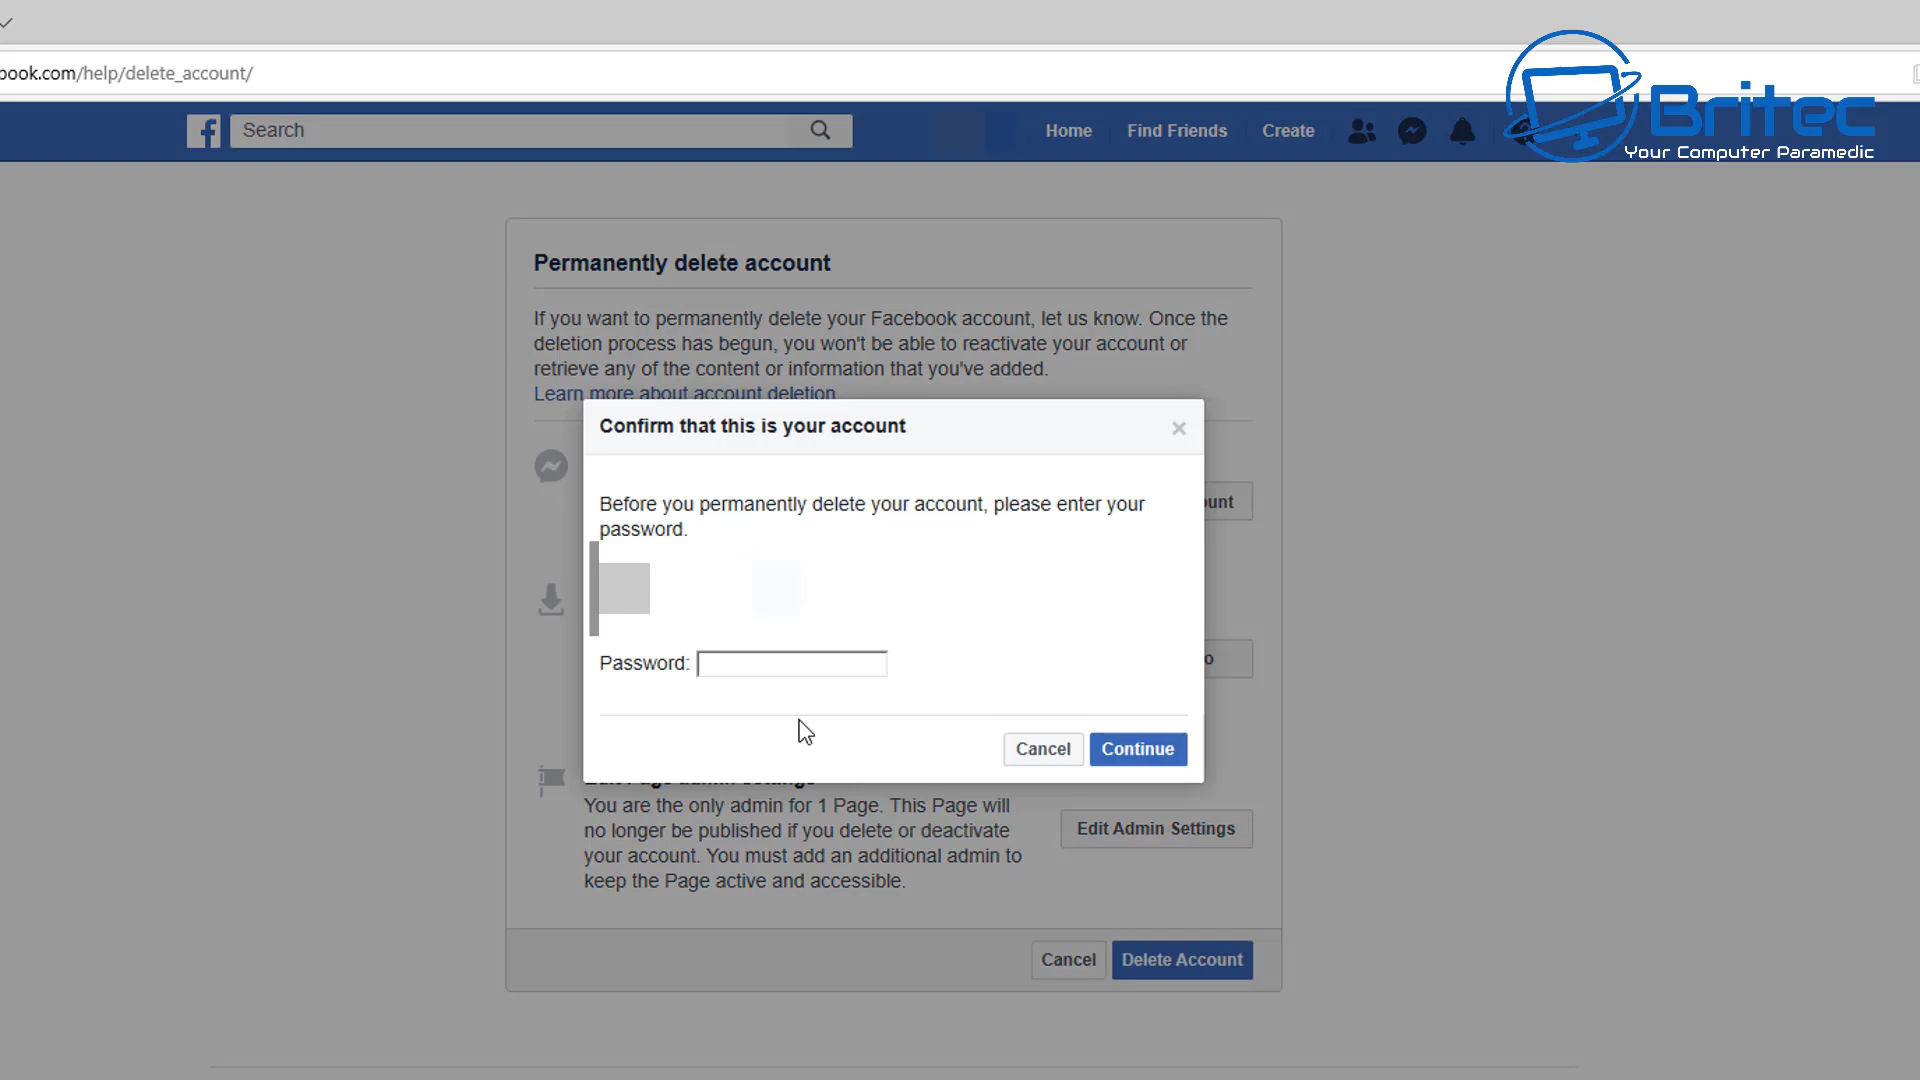 book.com/help/delete_account/
Search
Home
Find Friends
Create
Britec
Your Computer Paramedic
Permanently delete account
If you want to permanently delete your Facebook account, let us know. Once the
deletion process has begun, you won't be able to reactivate your account or
retrieve any of the content or information that you've added.
Learn more about account deletion
Confirm that this is your account
Before you permanently delete your account, please enter your
password.
Password:
Cancel
Continue
You are the only admin for 1 Page. This Page will
no longer be published if you delete or deactivate
your account. You must add an additional admin to
keep the Page active and accessible.
Edit Admin Settings
Cancel
Delete Account